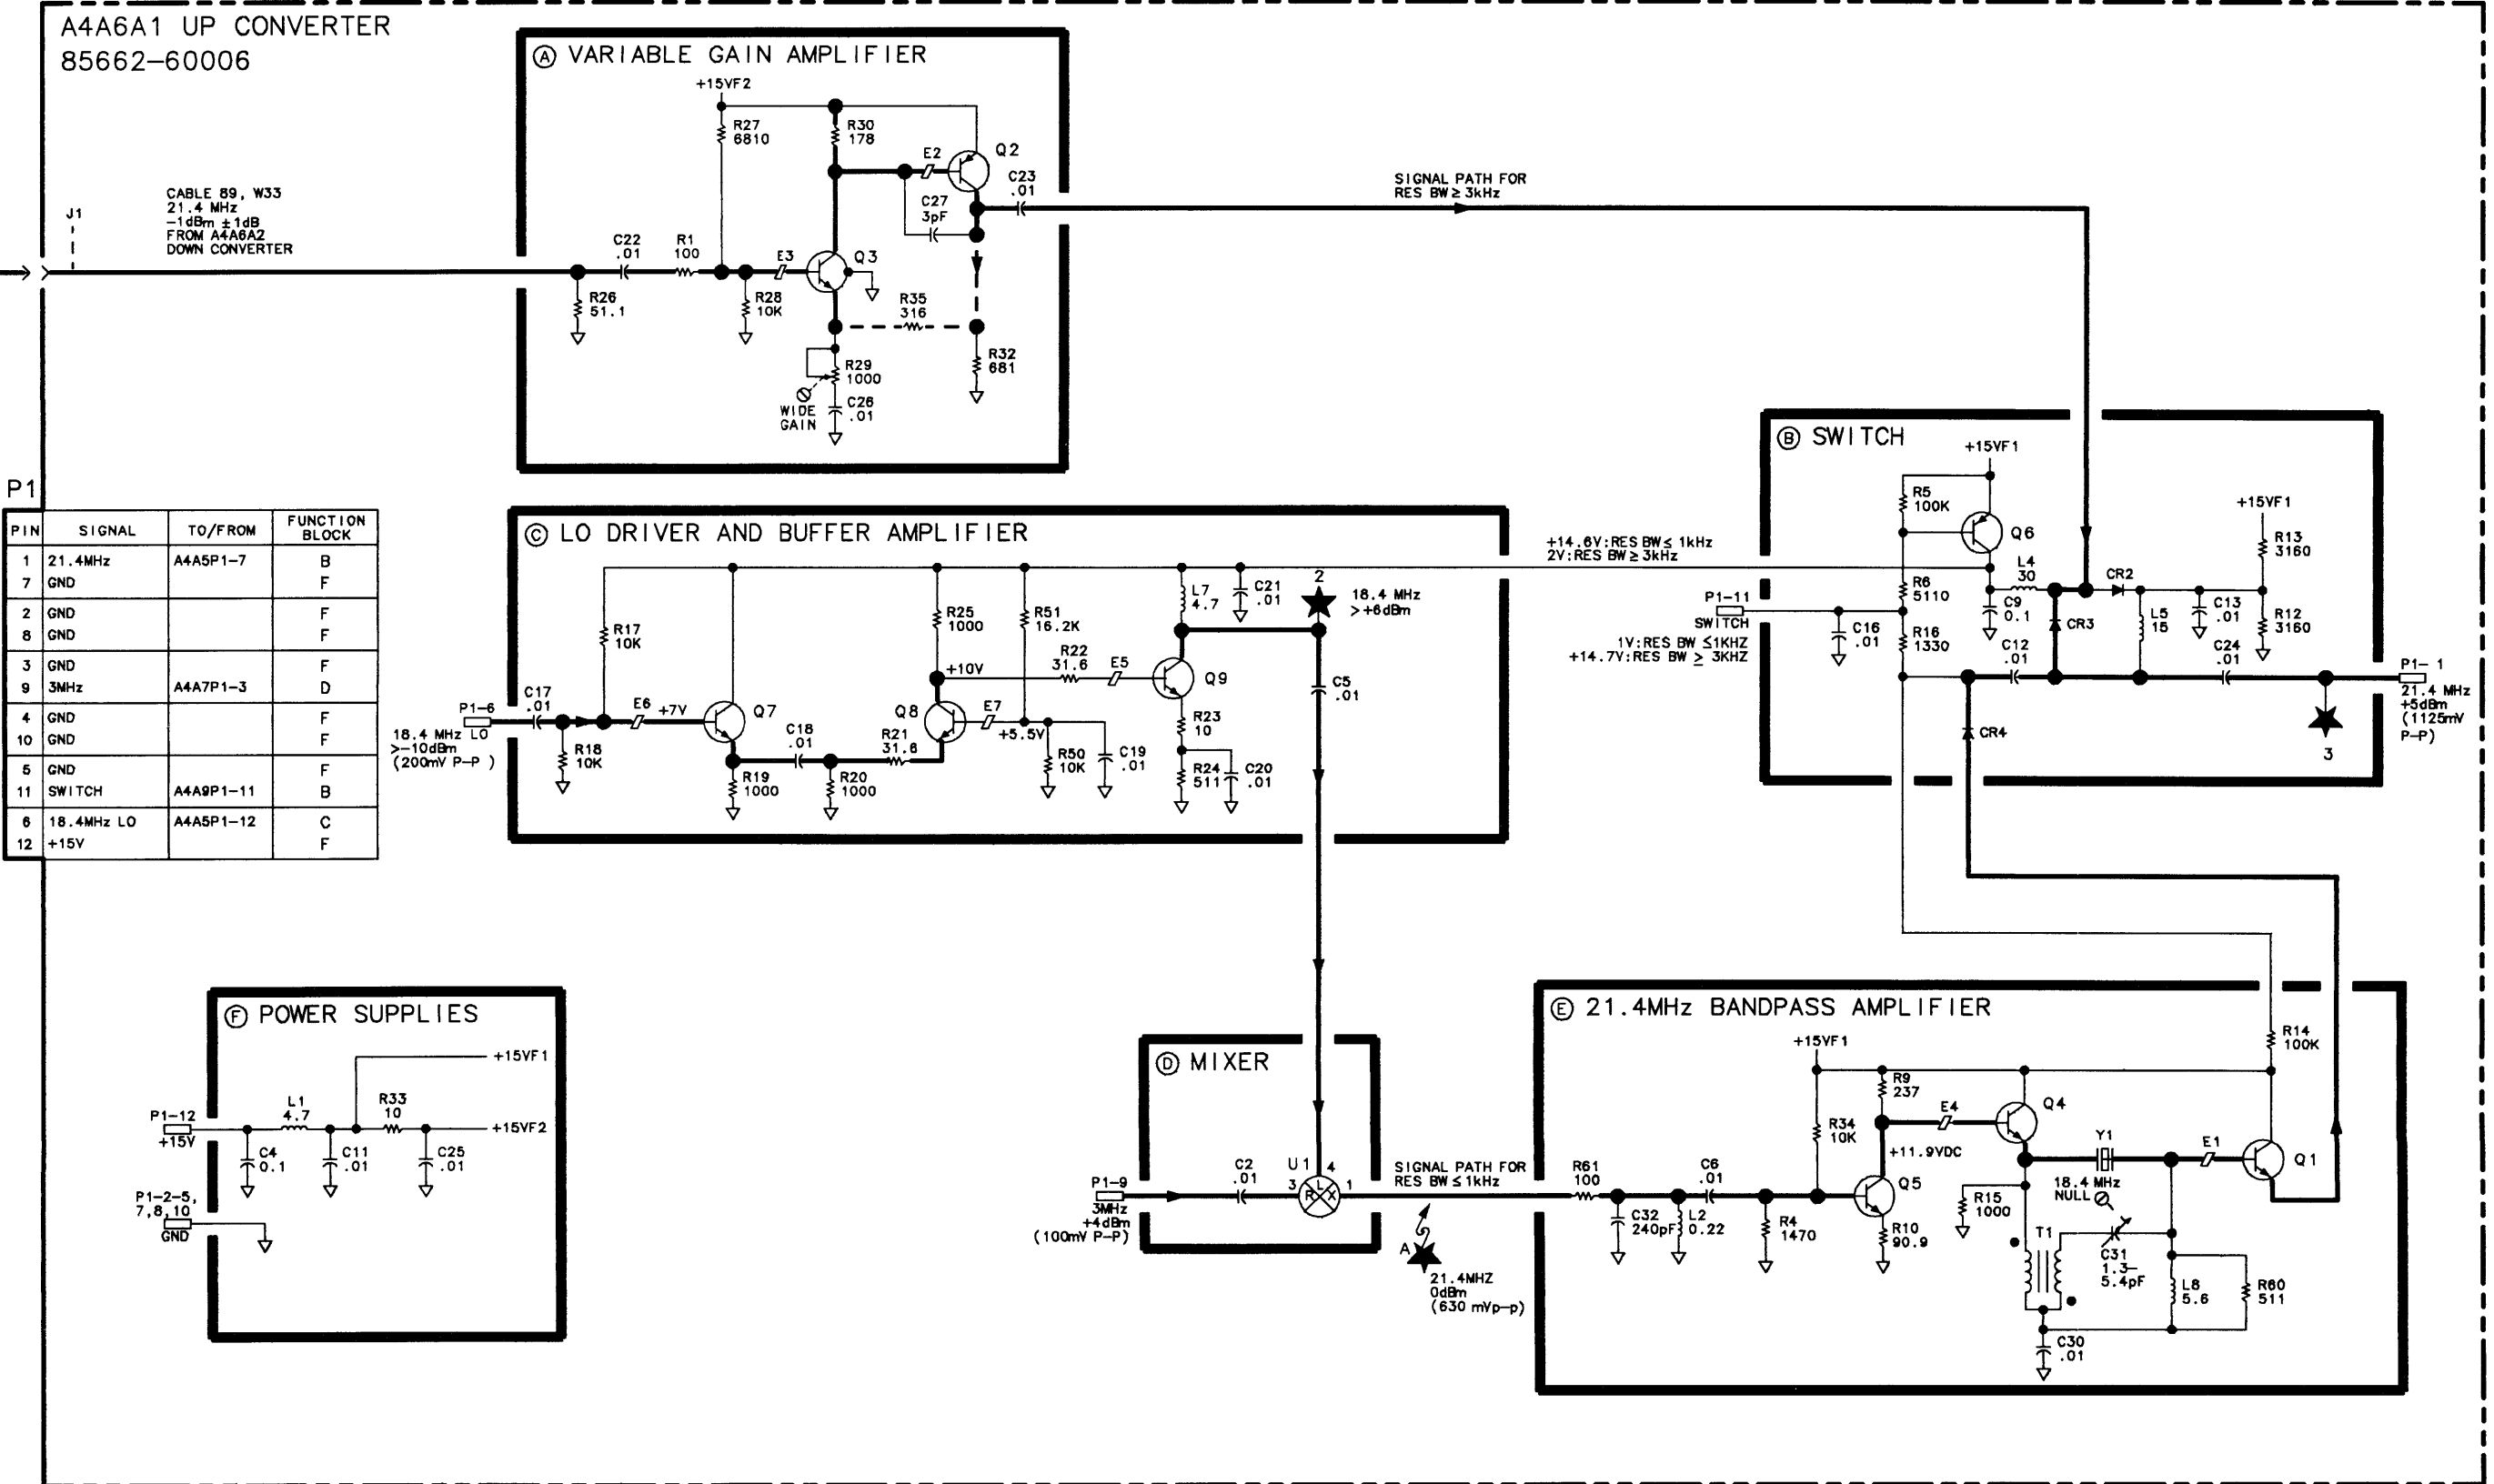 A4A6A1 UP CONVERTER
85662-60006
J1
CABLE 89, W33
21.4 MHz
-1dBm ±1dB
FROM A4A6A2
DOWN CONVERTER
Ⓐ VARIABLE GAIN AMPLIFIER
+15VF2
R27
6810
R30
178
E2
Q2
C23
.01
C27
3pF
C22
.01
R1
100
E3
Q3
R26
51.1
R28
10K
R35
316
R29
1000
R32
681
WIDE
GAIN
C26
.01
SIGNAL PATH FOR
RES BW ≥ 3kHz
P1
PIN SIGNAL TO/FROM FUNCTION BLOCK
1 21.4MHz A4A5P1-7 B
7 GND F
2 GND F
8 GND F
3 GND F
9 3MHz A4A7P1-3 D
4 GND F
10 GND F
5 GND F
11 SWITCH A4A9P1-11 B
6 18.4MHz LO A4A5P1-12 C
12 +15V F
Ⓒ LO DRIVER AND BUFFER AMPLIFIER
R17
10K
R25
1000
R51
16.2K
L7
4.7
C21
.01
2
18.4 MHz
>+6dBm
+10V
R22
31.6
E5
Q9
C5
.01
P1-6
C17
.01
18.4 MHz LO
>-10dBm
(200mV P-P )
E6
+7V
Q7
Q8
E7
+5.5V
R18
10K
C18
.01
R21
31.6
R19
1000
R20
1000
R50
10K
C19
.01
R23
10
R24
511
C20
.01
+14.6V:RES BW ≤ 1kHz
2V:RES BW ≥ 3kHz
Ⓑ SWITCH
+15VF1
R5
100K
Q6
+15VF1
R13
3160
L4
30
CR2
R6
5110
C9
0.1
CR3
L5
15
C13
.01
R12
3160
P1-11
SWITCH
1V:RES BW ≤1KHZ
+14.7V:RES BW ≥ 3KHZ
C16
.01
R16
1330
C12
.01
C24
.01
CR4
P1- 1
21.4 MHz
+5dBm
(1125mV
P-P)
3
Ⓕ POWER SUPPLIES
+15VF1
P1-12
+15V
L1
4.7
R33
10
+15VF2
C4
0.1
C11
.01
C25
.01
P1-2-5,
7,8,10
GND
Ⓓ MIXER
P1-9
3MHz
+4dBm
(100mV P-P)
C2
.01
U1
4
3
R
L
X
1
SIGNAL PATH FOR
RES BW ≤ 1kHz
A
21.4MHZ
0dBm
(630 mVp-p)
Ⓔ 21.4MHz BANDPASS AMPLIFIER
+15VF1
R9
237
E4
Q4
R14
100K
R34
10K
+11.9VDC
Y1
E1
Q1
R61
100
C6
.01
Q5
18.4 MHz
NULL
C32
240pF
L2
0.22
R4
1470
R10
90.9
R15
1000
T1
C31
1.3-
5.4pF
L8
5.6
R60
511
C30
.01